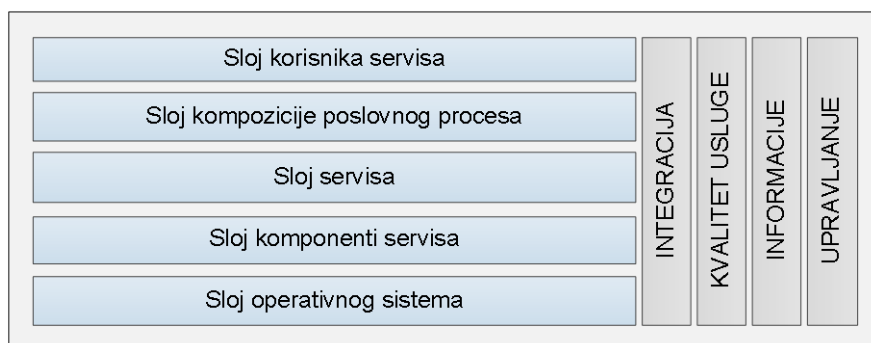 Sloj korisnika servisa
Sloj kompozicije poslovnog procesa
Sloj servisa
Sloj komponenti servisa
Sloj operativnog sistema
INTEGRACIJA
KVALITET USLUGE
INFORMACIJE
UPRAVLJANJE